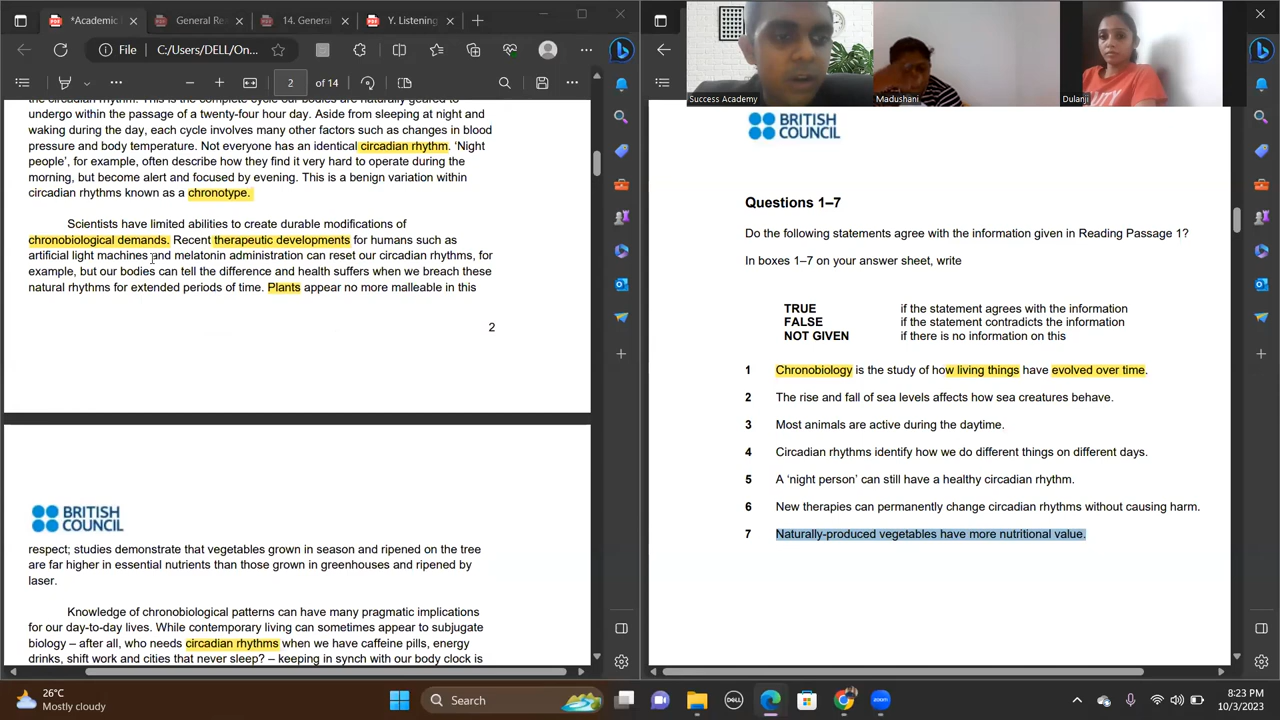 *Academic
General Re
14. General
Y. Listening
File
C:/Users/DELL/On...
2 of 14
the circadian rhythm. This is the complete cycle our bodies are naturally geared to
undergo within the passage of a twenty-four hour day. Aside from sleeping at night and
waking during the day, each cycle involves many other factors such as changes in blood
pressure and body temperature. Not everyone has an identical circadian rhythm. ‘Night
people’, for example, often describe how they find it very hard to operate during the
morning, but become alert and focused by evening. This is a benign variation within
circadian rhythms known as a chronotype.
Scientists have limited abilities to create durable modifications of
chronobiological demands. Recent therapeutic developments for humans such as
artificial light machines and melatonin administration can reset our circadian rhythms, for
example, but our bodies can tell the difference and health suffers when we breach these
natural rhythms for extended periods of time. Plants appear no more malleable in this
2
BRITISH
COUNCIL
respect; studies demonstrate that vegetables grown in season and ripened on the tree
are far higher in essential nutrients than those grown in greenhouses and ripened by
laser.
Knowledge of chronobiological patterns can have many pragmatic implications
for our day-to-day lives. While contemporary living can sometimes appear to subjugate
biology – after all, who needs circadian rhythms when we have caffeine pills, energy
drinks, shift work and cities that never sleep? – keeping in synch with our body clock is
Success Academy
Madushani
Dulanji
BRITISH
COUNCIL
Questions 1–7
Do the following statements agree with the information given in Reading Passage 1?
In boxes 1–7 on your answer sheet, write
TRUE if the statement agrees with the information
FALSE if the statement contradicts the information
NOT GIVEN if there is no information on this
1 Chronobiology is the study of how living things have evolved over time.
2 The rise and fall of sea levels affects how sea creatures behave.
3 Most animals are active during the daytime.
4 Circadian rhythms identify how we do different things on different days.
5 A ‘night person’ can still have a healthy circadian rhythm.
6 New therapies can permanently change circadian rhythms without causing harm.
7 Naturally-produced vegetables have more nutritional value.
26°C
Mostly cloudy
Search
DELL
zoom
8:23 PM
10/3/2023